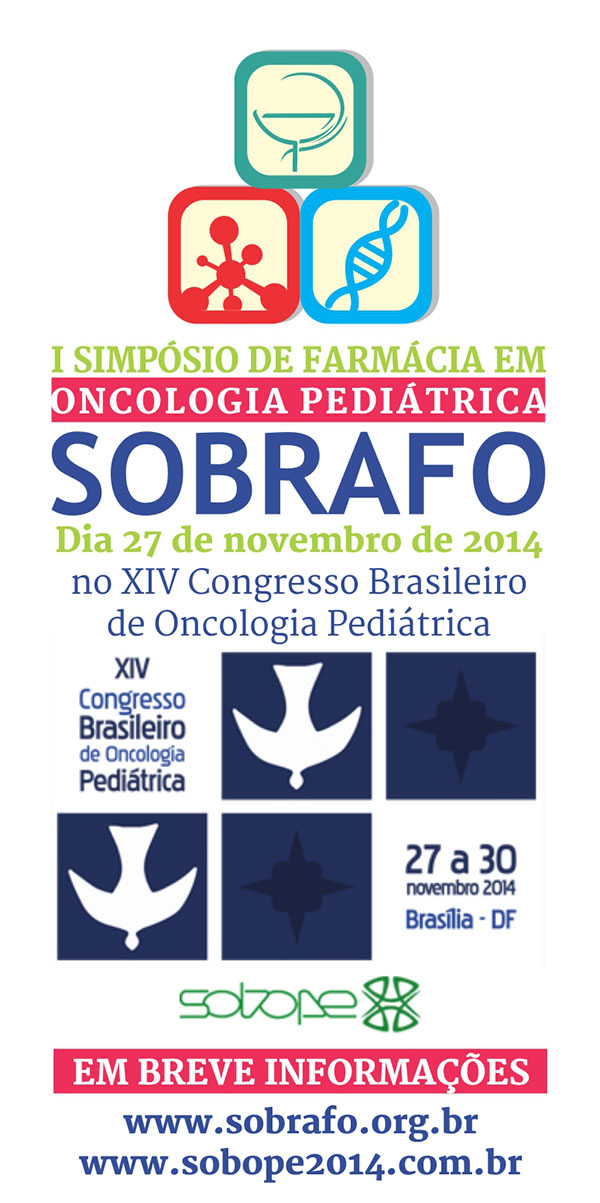 I SIMPÓSIO DE FARMÁCIA EM
ONCOLOGIA PEDIÁTRICA
SOBRAFO
Dia 27 de novembro de 2014
no XIV Congresso Brasileiro
de Oncologia Pediátrica
XIV
Congresso
Brasileiro
de Oncologia
Pediátrica
27 a 30
novembro 2014
Brasília - DF
sobope
EM BREVE INFORMAÇÕES
www.sobrafo.org.br
www.sobope2014.com.br